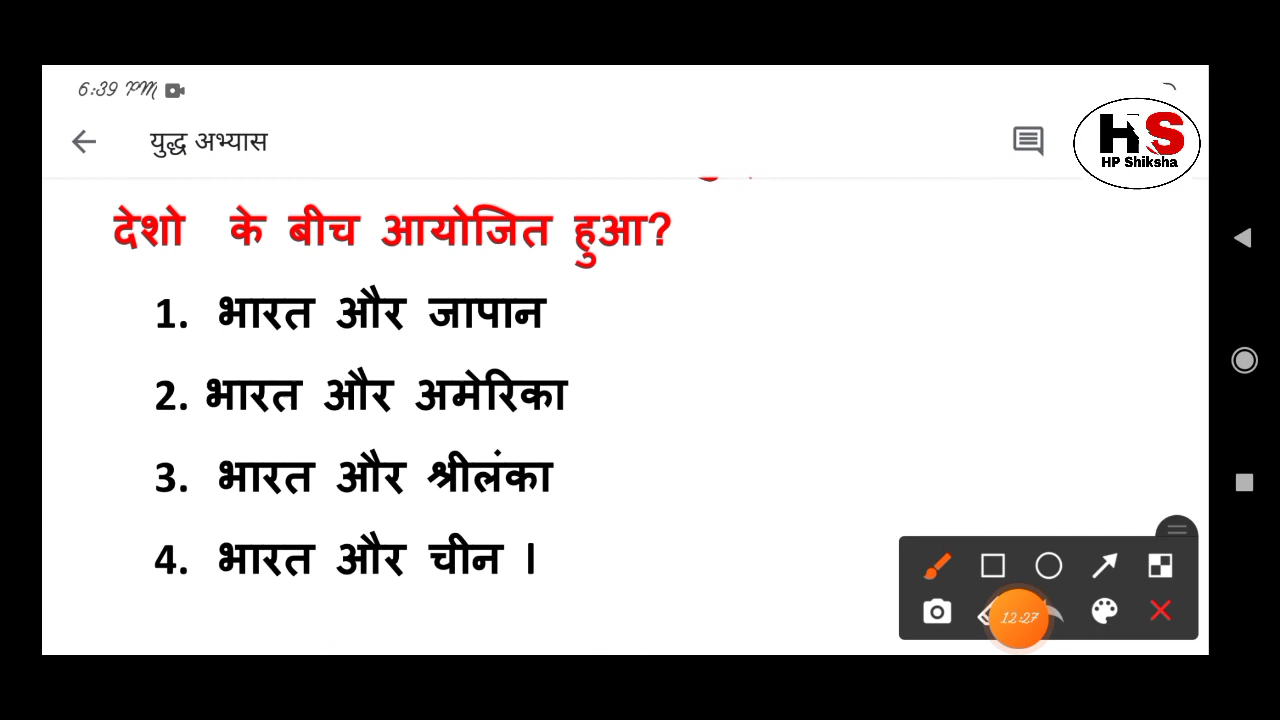 6:39 PM
युद्ध अभ्यास
HS
HP Shiksha
देशो के बीच आयोजित हुआ?
1. भारत और जापान
2. भारत और अमेरिका
3. भारत और श्रीलंका
4. भारत और चीन ।
12:27